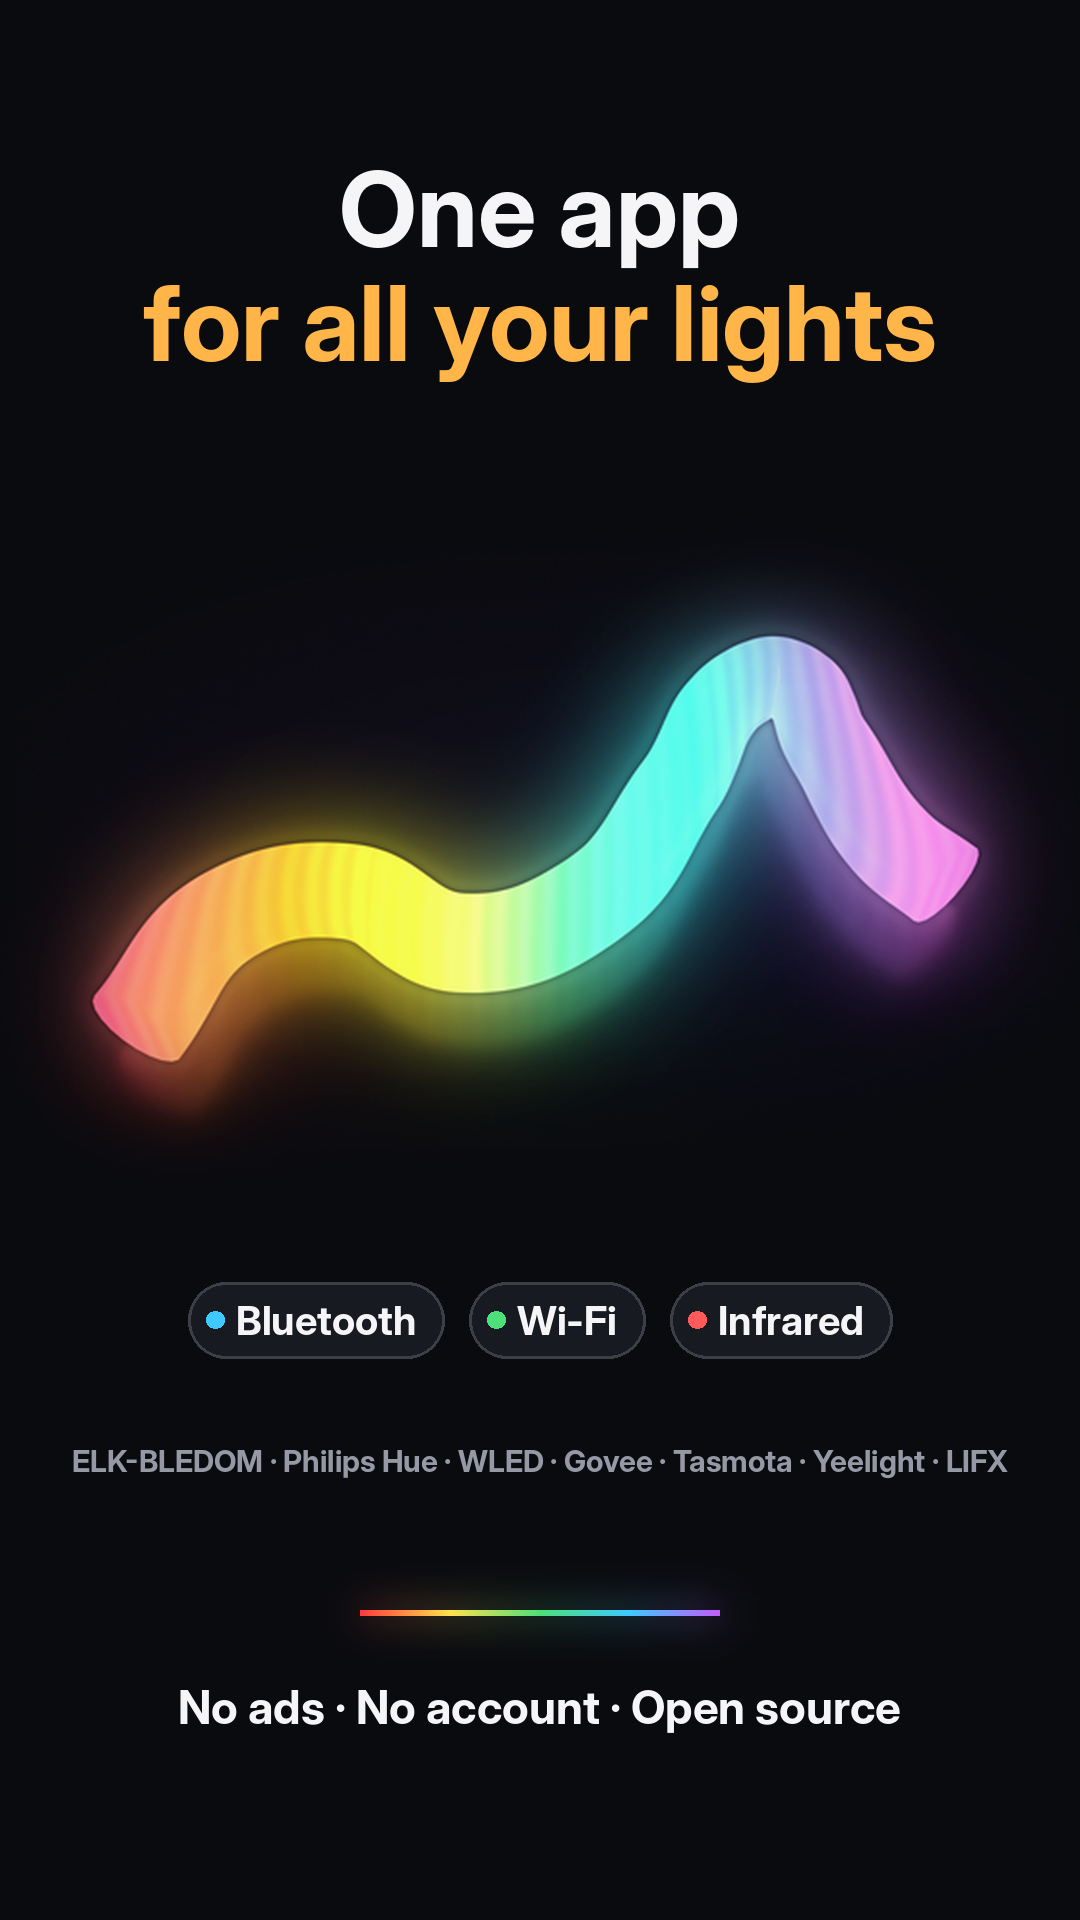 One app
for all your lights
Bluetooth Wi-Fi Infrared
ELK-BLEDOM · Philips Hue · WLED · Govee · Tasmota · Yeelight · LIFX
No ads · No account · Open source